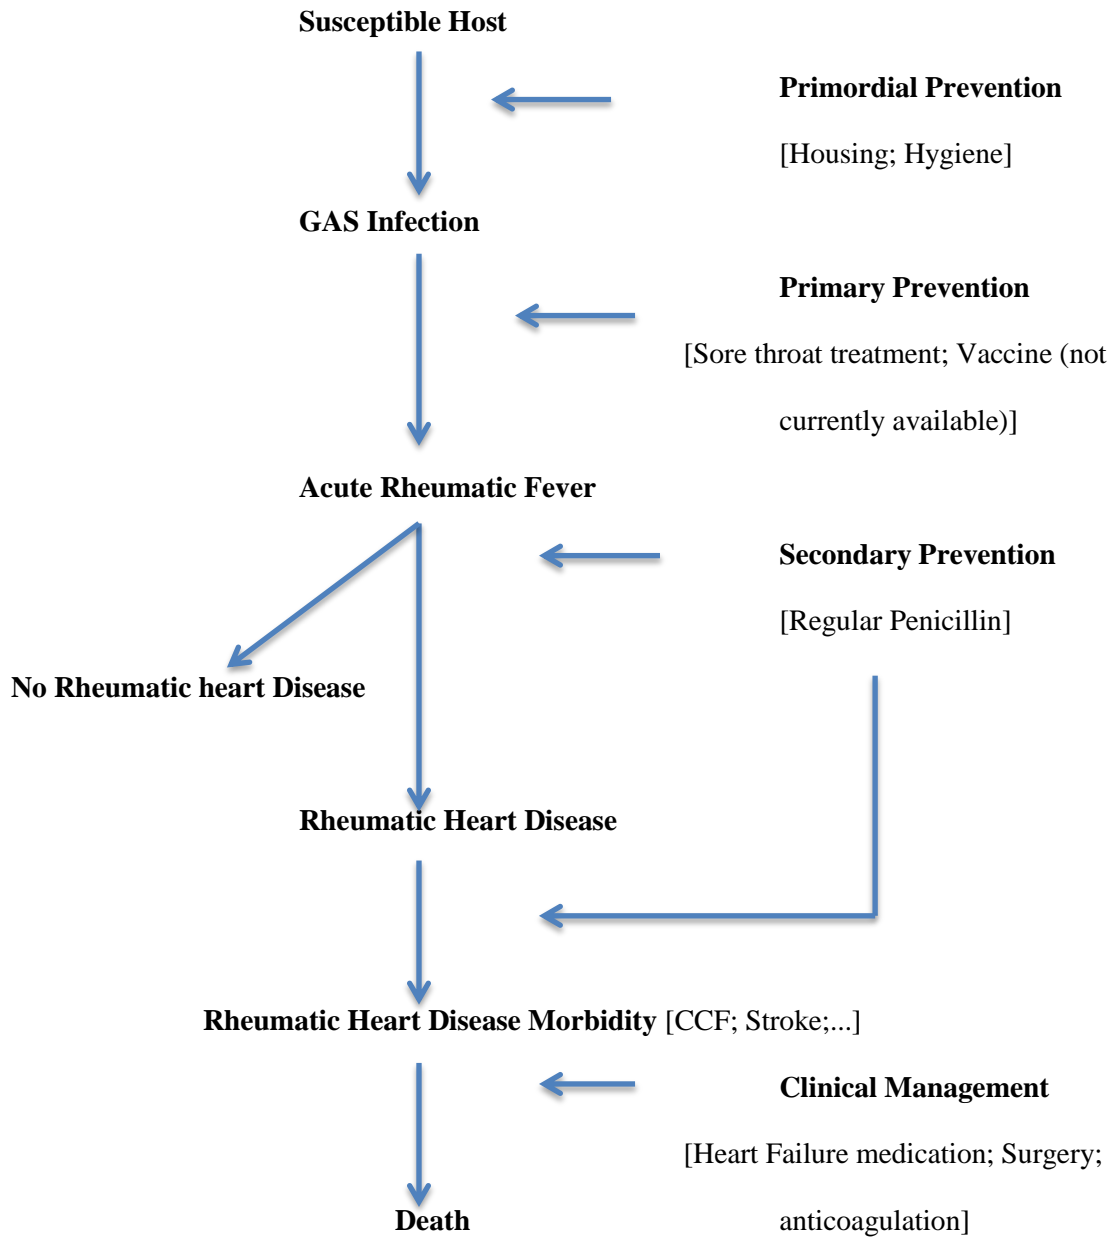 Susceptible Host
Primordial Prevention
[Housing; Hygiene]
GAS Infection
Primary Prevention
[Sore throat treatment; Vaccine (not
currently available)]
Acute Rheumatic Fever
Secondary Prevention
[Regular Penicillin]
No Rheumatic heart Disease
Rheumatic Heart Disease
Rheumatic Heart Disease Morbidity [CCF; Stroke;...]
Clinical Management
[Heart Failure medication; Surgery;
anticoagulation]
Death